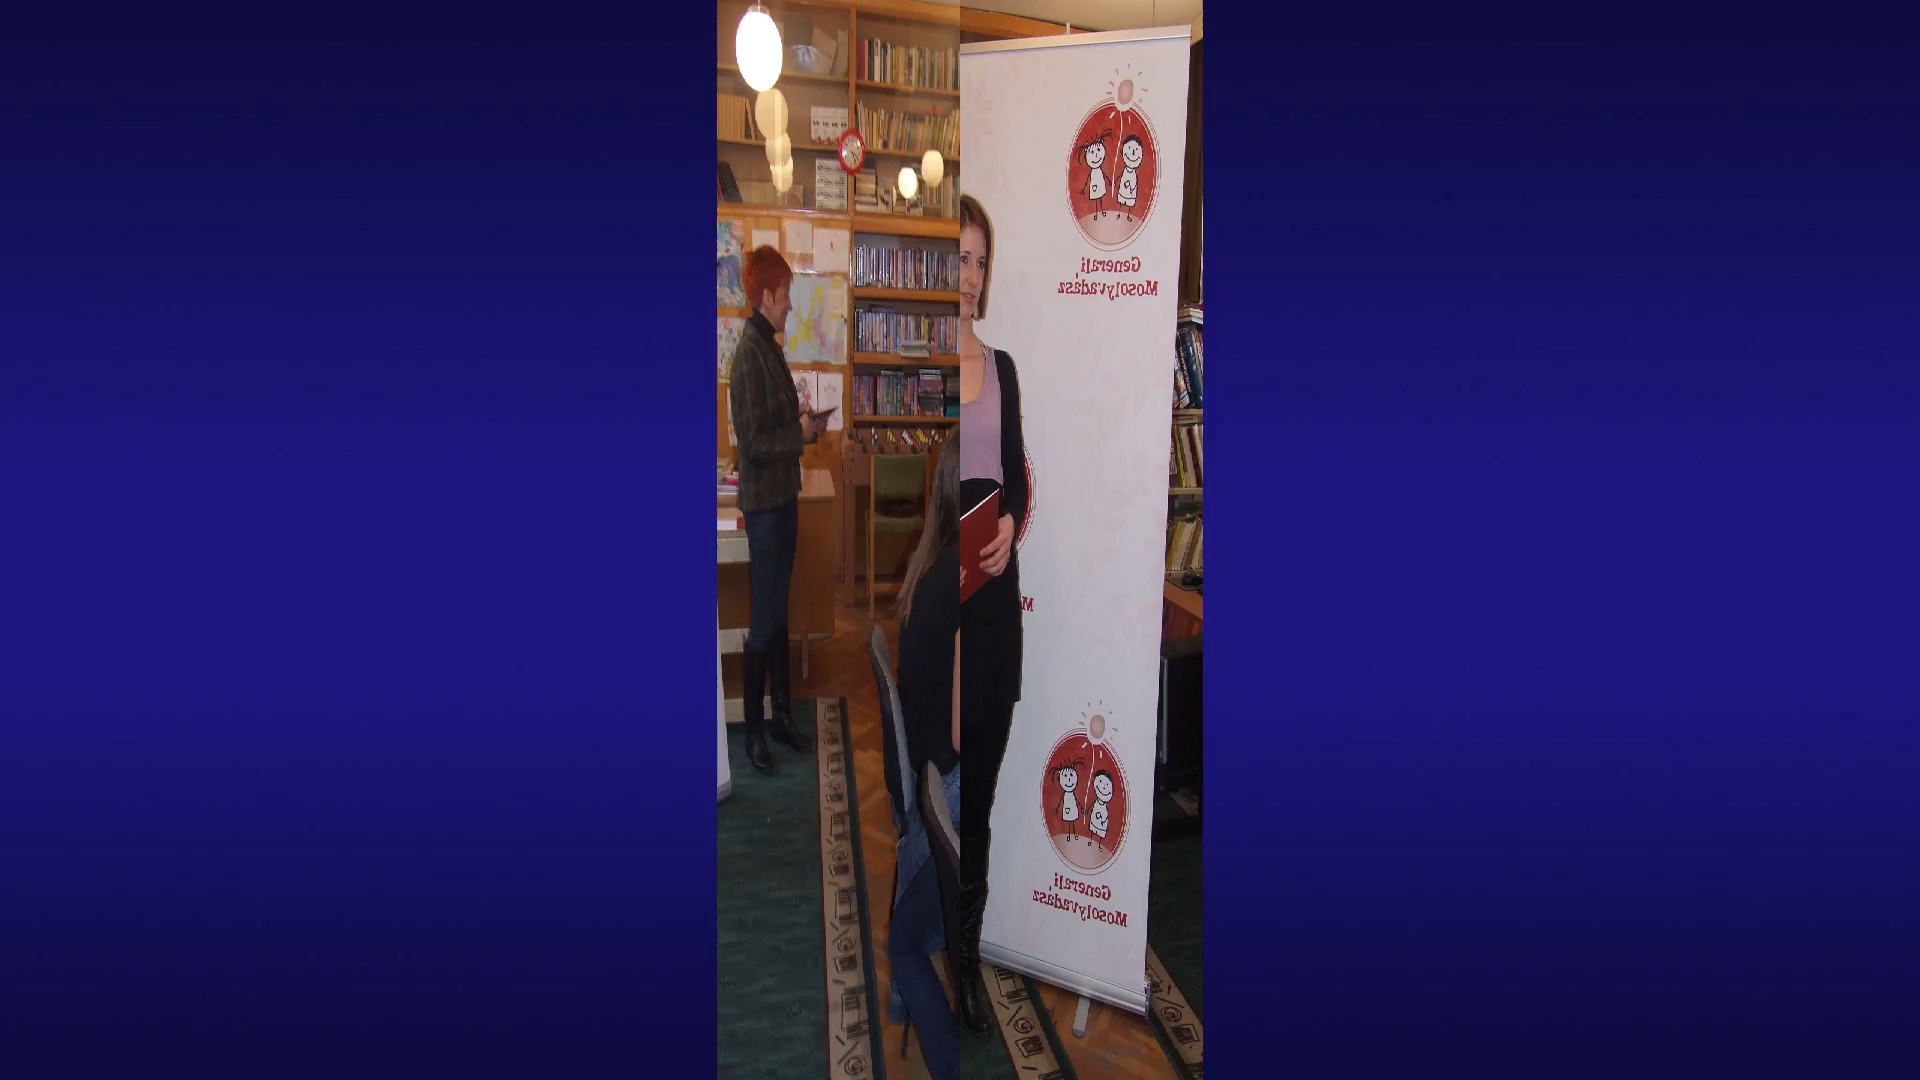 Generali
Mosolyvadász
M
Generali
Mosolyvadász